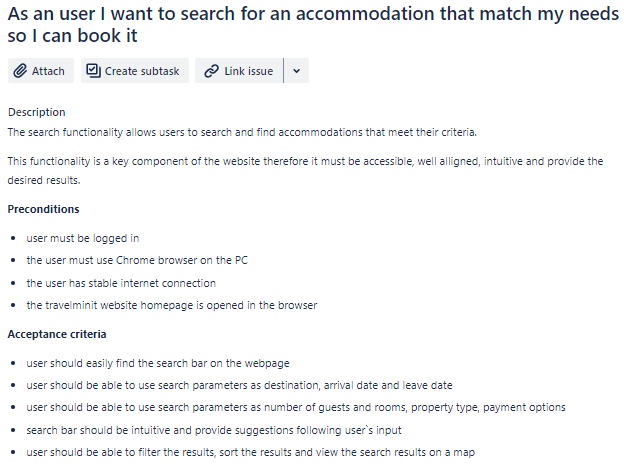 As an user I want to search for an accommodation that match my needs
so I can book it
Attach Create subtask Link issue
Description
The search functionality allows users to search and find accommodations that meet their criteria.
This functionality is a key component of the website therefore it must be accessible, well alligned, intuitive and provide the
desired results.
Preconditions
• user must be logged in
• the user must use Chrome browser on the PC
• the user has stable internet connection
• the travelminit website homepage is opened in the browser
Acceptance criteria
• user should easily find the search bar on the webpage
• user should be able to use search parameters as destination, arrival date and leave date
• user should be able to use search parameters as number of guests and rooms, property type, payment options
• search bar should be intuitive and provide suggestions following user`s input
• user should be able to filter the results, sort the results and view the search results on a map